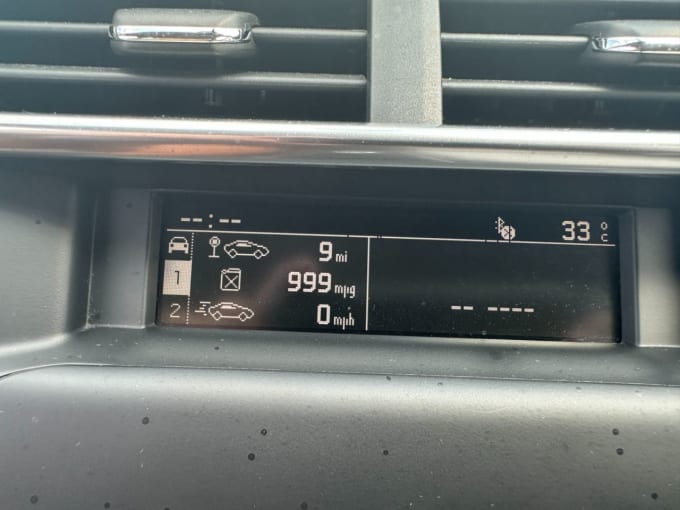 --:--
33 °C
9 mi
1
999 mpg
2
0 mph
-- ----